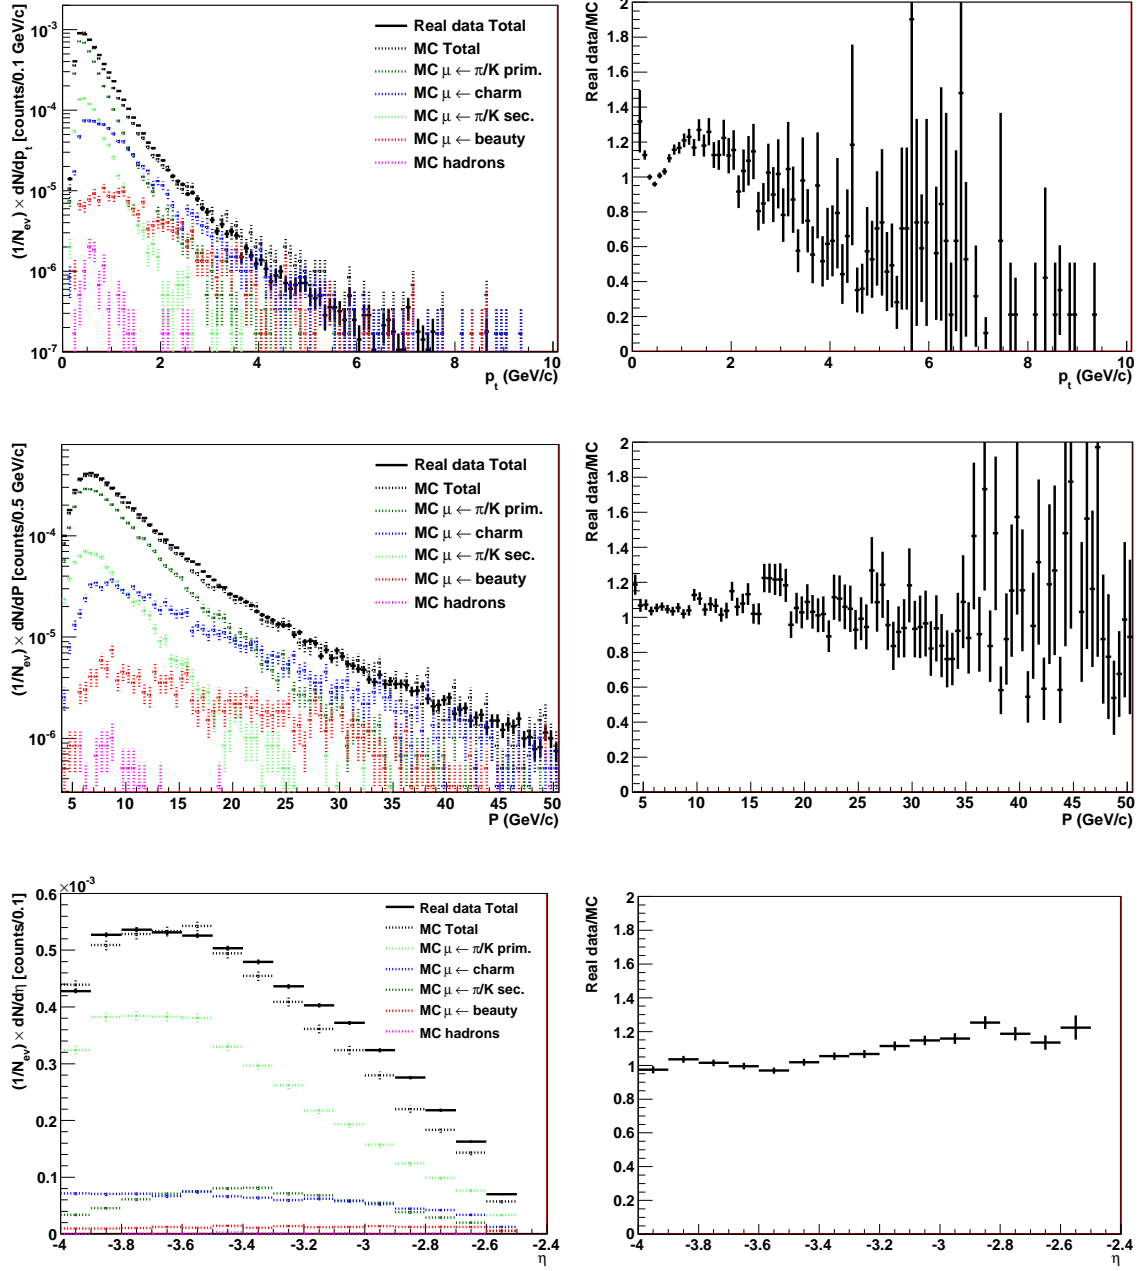 (1/N_ev) × dN/dp_t [counts/0.1 GeV/c]
10⁻³
10⁻⁴
10⁻⁵
10⁻⁶
10⁻⁷
Real data Total
MC Total
MC μ ← π/K prim.
MC μ ← charm
MC μ ← π/K sec.
MC μ ← beauty
MC hadrons
0 2 4 6 8 10
p_t (GeV/c)
Real data/MC
2
1.8
1.6
1.4
1.2
1
0.8
0.6
0.4
0.2
0
0 2 4 6 8 10
p_t (GeV/c)
(1/N_ev) × dN/dP [counts/0.5 GeV/c]
10⁻⁴
10⁻⁵
10⁻⁶
Real data Total
MC Total
MC μ ← π/K prim.
MC μ ← charm
MC μ ← π/K sec.
MC μ ← beauty
MC hadrons
5 10 15 20 25 30 35 40 45 50
P (GeV/c)
Real data/MC
2
1.8
1.6
1.4
1.2
1
0.8
0.6
0.4
0.2
0
5 10 15 20 25 30 35 40 45 50
P (GeV/c)
(1/N_ev) × dN/dη [counts/0.1]
×10⁻³
0.6
0.5
0.4
0.3
0.2
0.1
0
Real data Total
MC Total
MC μ ← π/K prim.
MC μ ← charm
MC μ ← π/K sec.
MC μ ← beauty
MC hadrons
-4 -3.8 -3.6 -3.4 -3.2 -3 -2.8 -2.6 -2.4
η
Real data/MC
2
1.8
1.6
1.4
1.2
1
0.8
0.6
0.4
0.2
0
-4 -3.8 -3.6 -3.4 -3.2 -3 -2.8 -2.6 -2.4
η